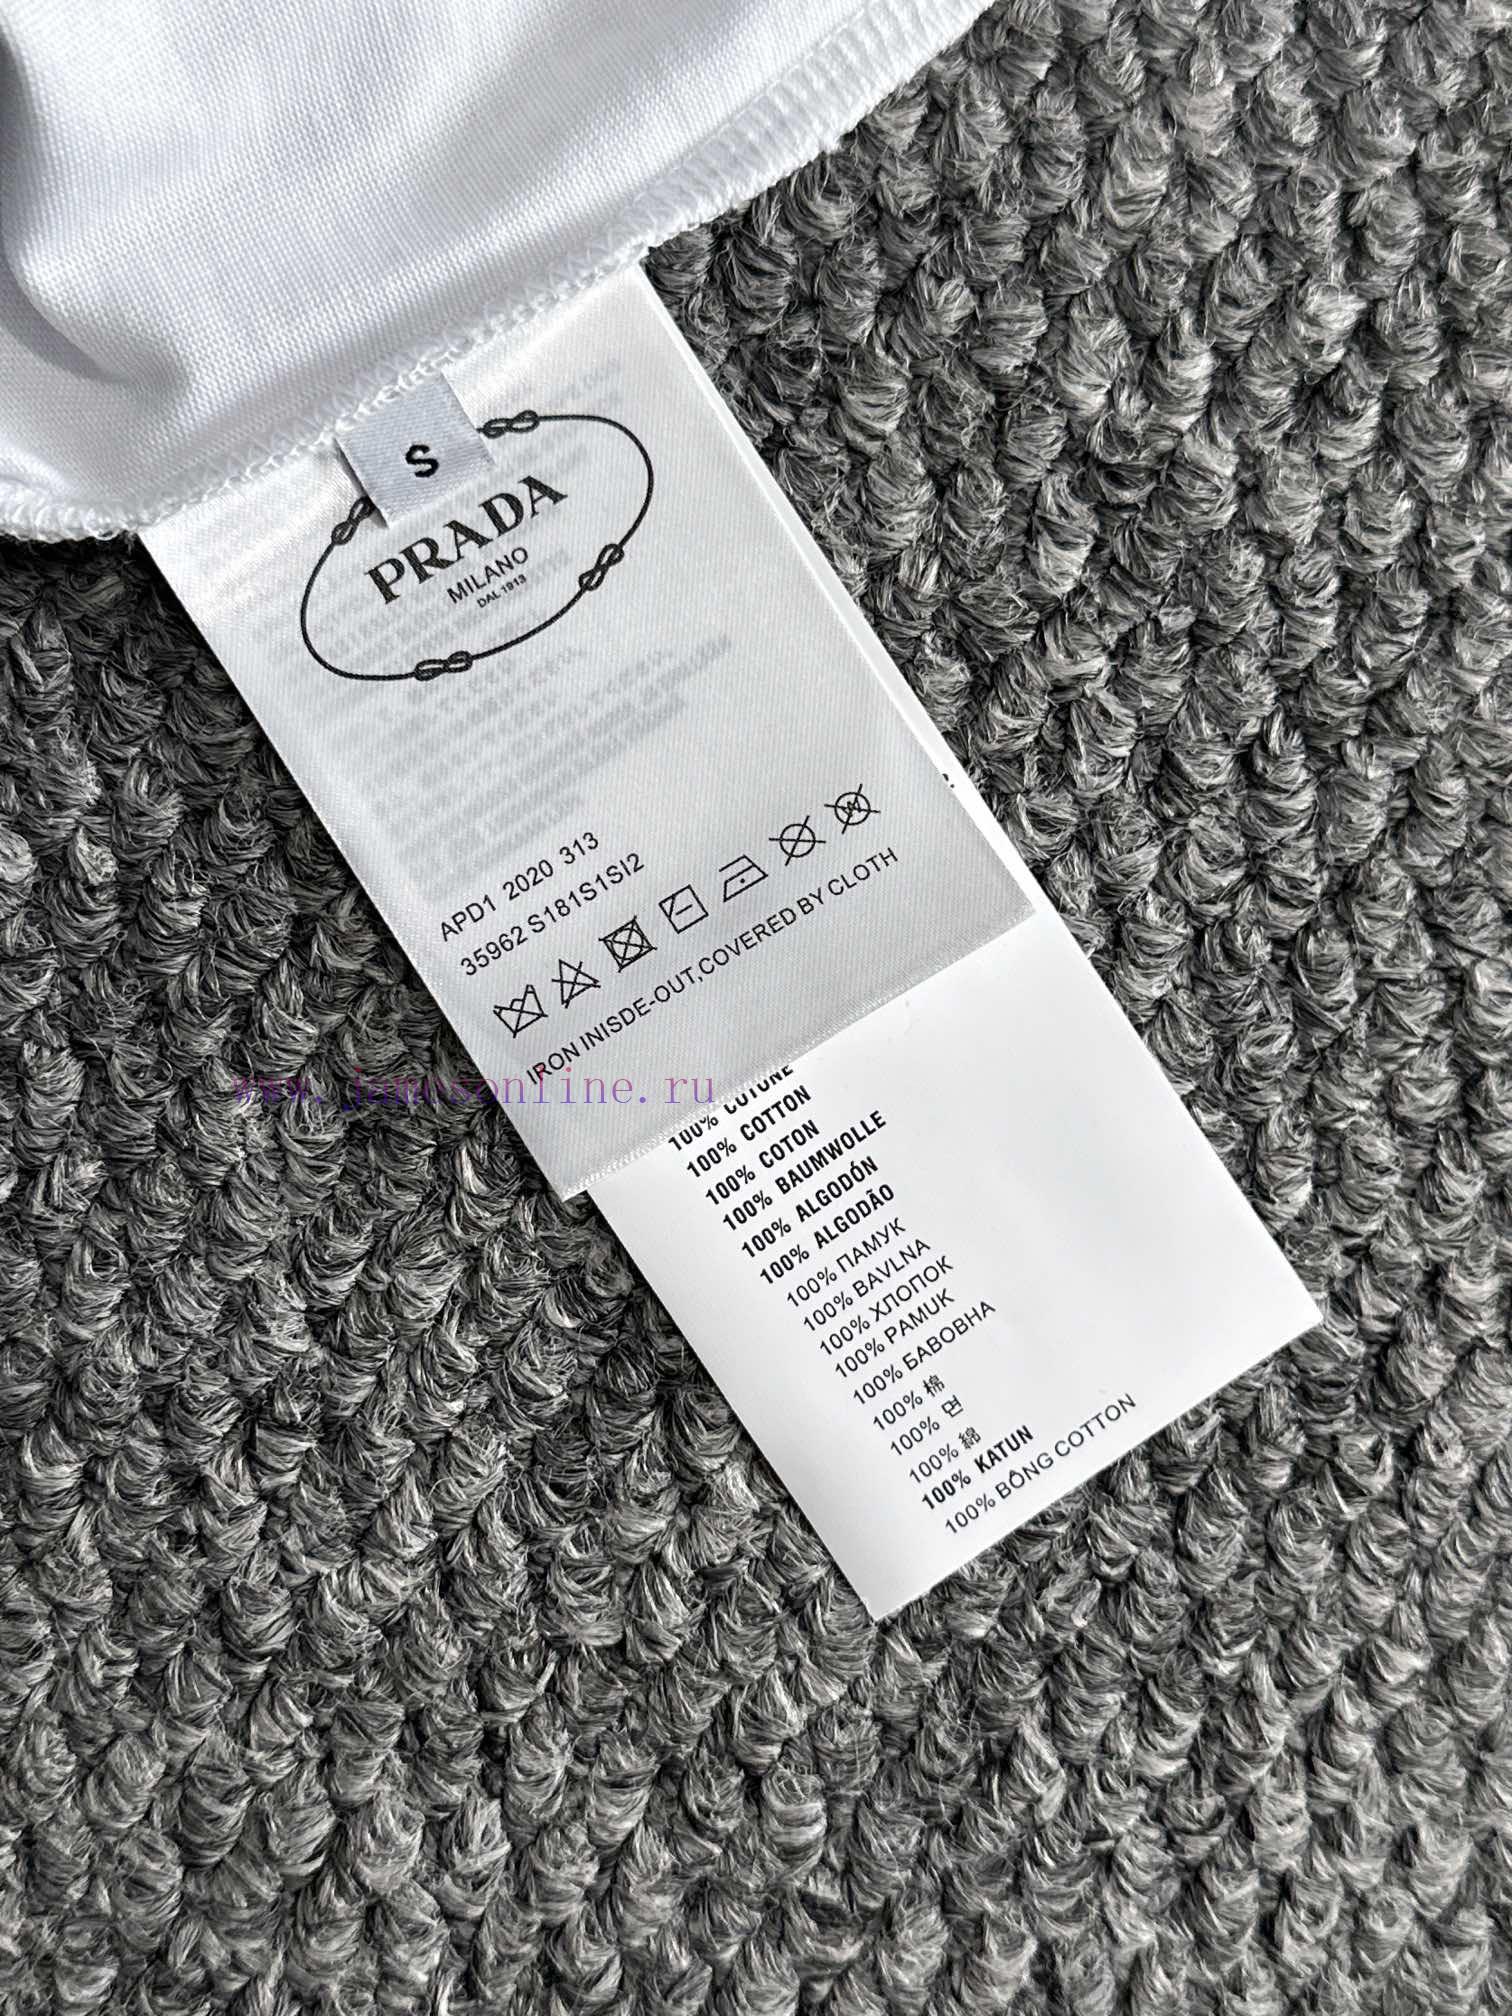 S
PRADA
MILANO
DAL 1913
APD1 2020 313
35962 S181S1SI2
IRON INISDE-OUT,COVERED BY CLOTH
www.jamesonline.ru
100% COTONE
100% COTTON
100% COTON
100% BAUMWOLLE
100% ALGODÓN
100% ALGODÃO
100% ПАМУК
100% BAVLNA
100% ХЛОПОК
100% PAMUK
100% БАВОВНА
100% 棉
100% 면
100% 綿
100% KATUN
100% BÔNG COTTON